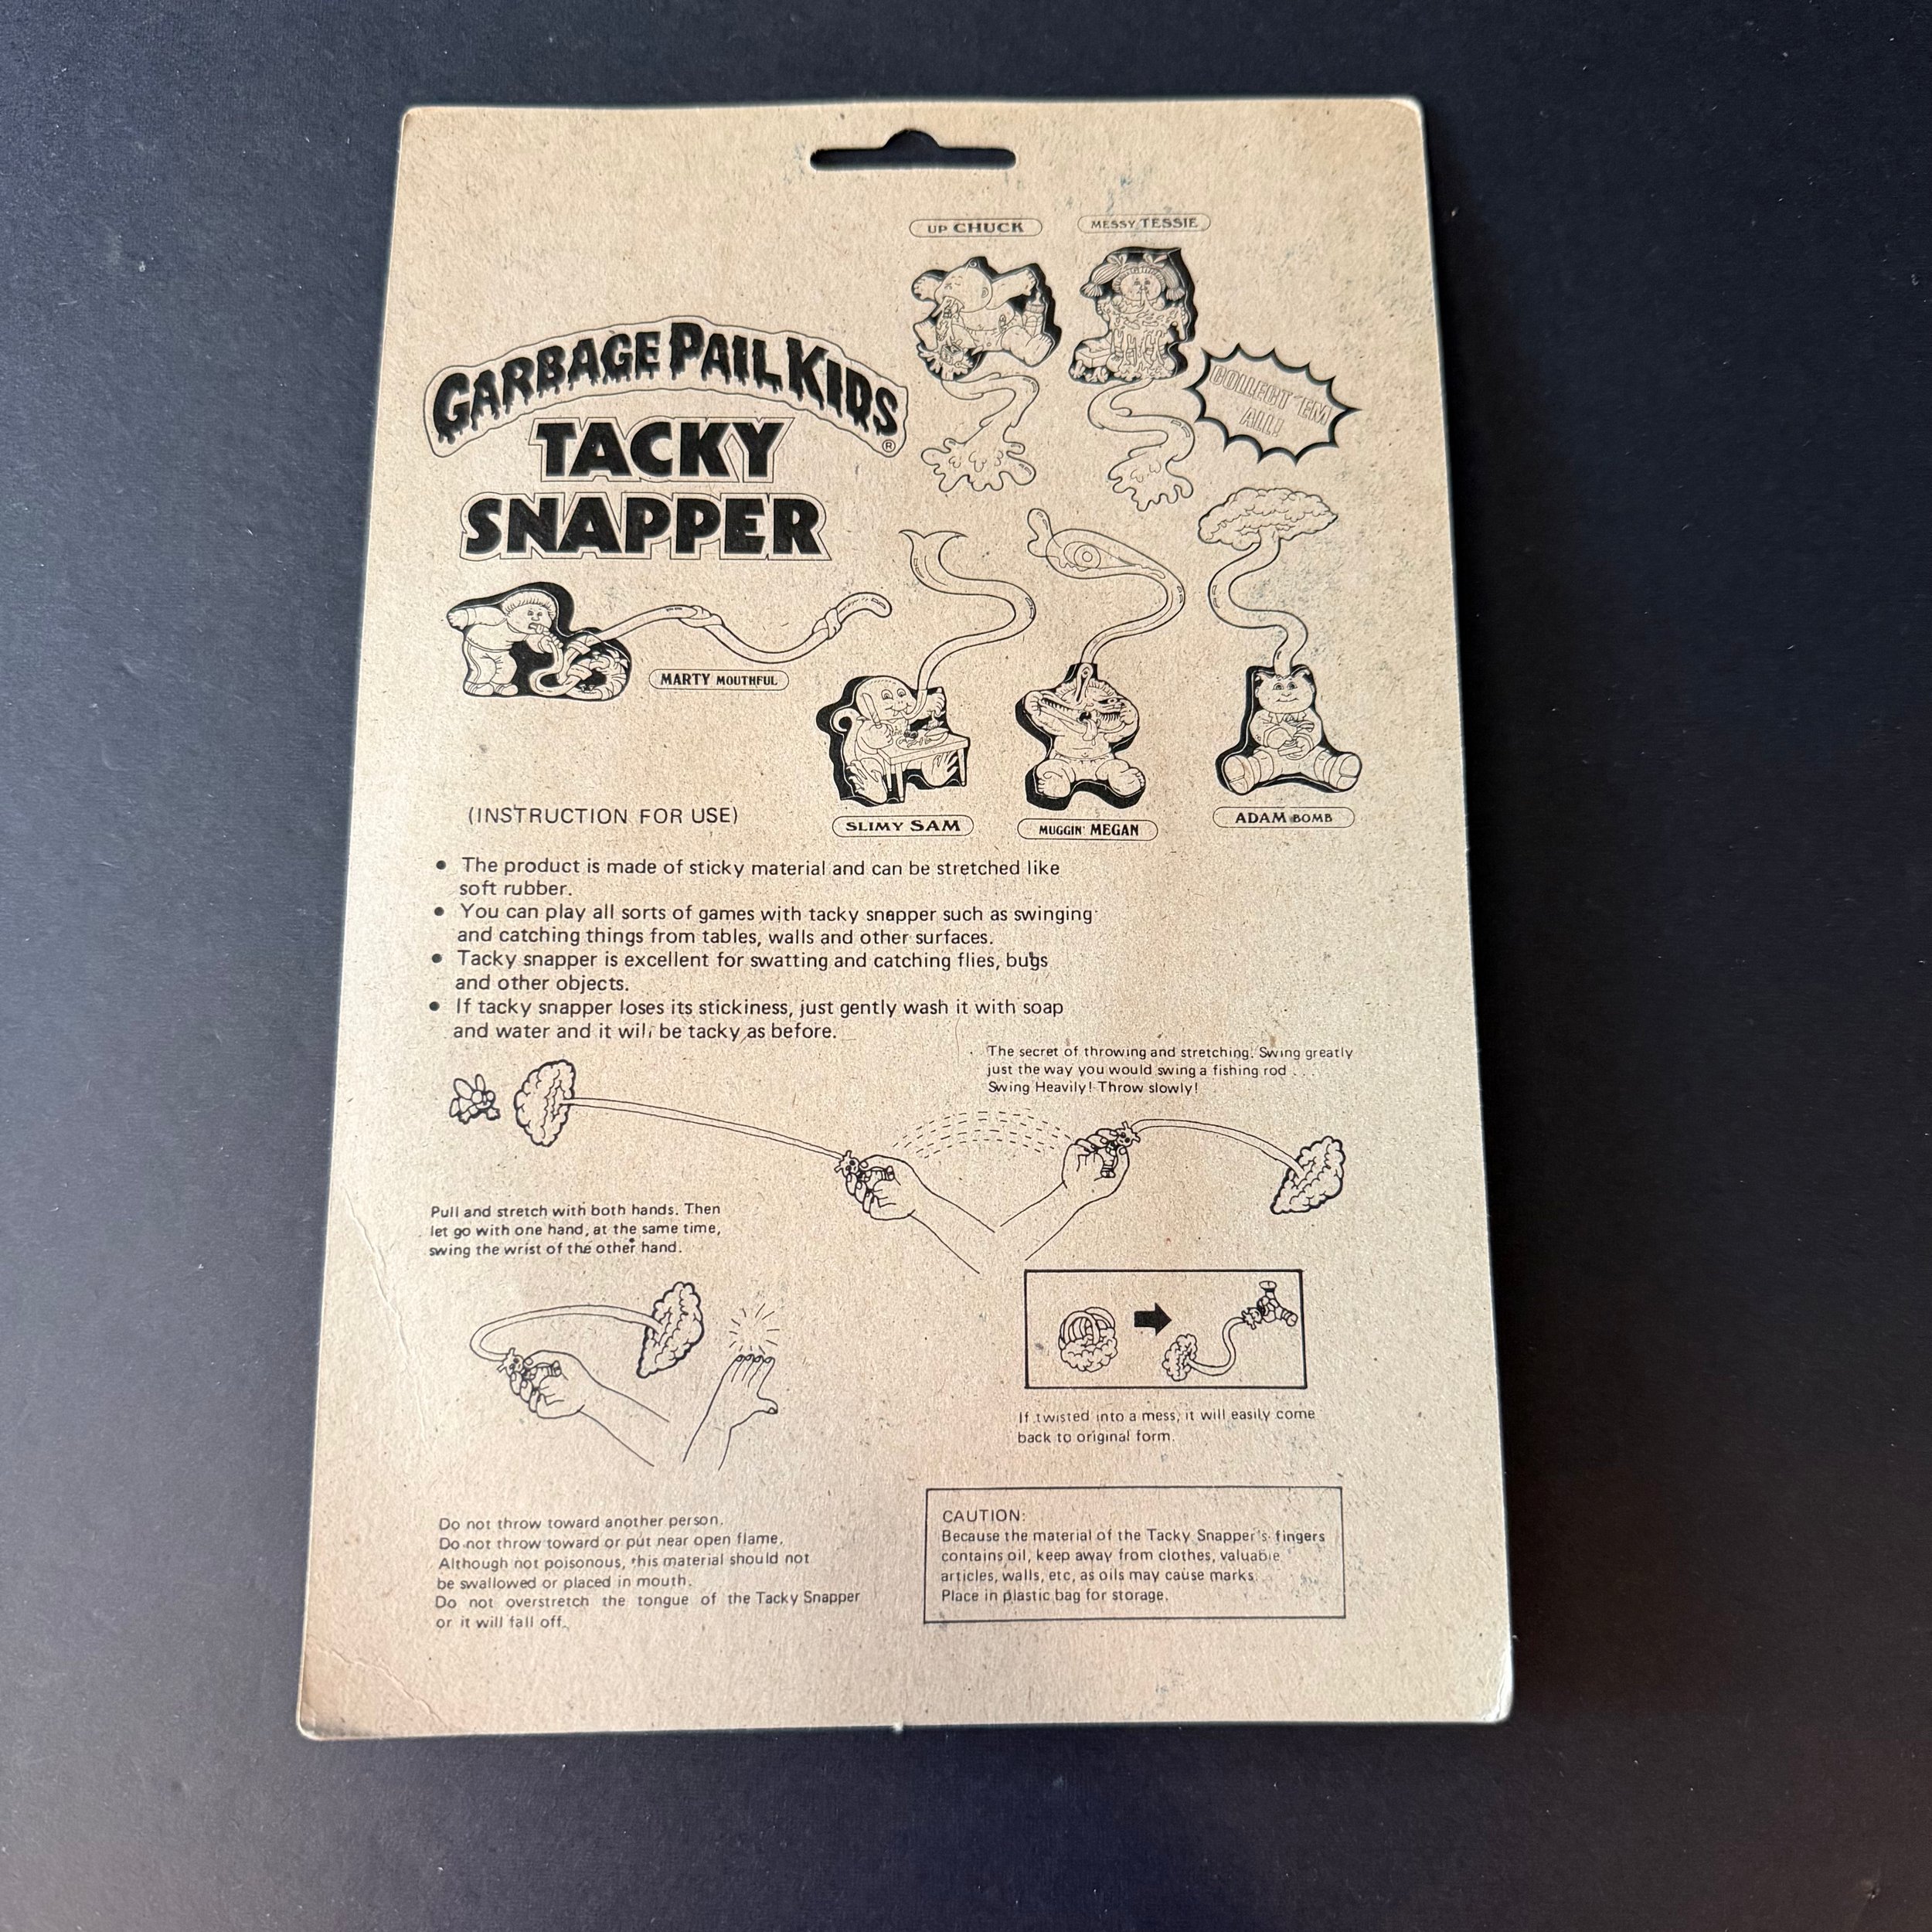 UP CHUCK
MESSY TESSIE
GARBAGE PAIL KIDS
®
TACKY
SNAPPER
COLLECT 'EM
ALL!
MARTY MOUTHFUL
SLIMY SAM
MUGGIN' MEGAN
ADAM BOMB
(INSTRUCTION FOR USE)
• The product is made of sticky material and can be stretched like
soft rubber.
• You can play all sorts of games with tacky snapper such as swinging
and catching things from tables, walls and other surfaces.
• Tacky snapper is excellent for swatting and catching flies, bugs
and other objects.
• If tacky snapper loses its stickiness, just gently wash it with soap
and water and it will be tacky as before.
The secret of throwing and stretching: Swing greatly
just the way you would swing a fishing rod . . .
Swing Heavily! Throw slowly!
Pull and stretch with both hands. Then
let go with one hand, at the same time,
swing the wrist of the other hand.
If twisted into a mess, it will easily come
back to original form.
Do not throw toward another person.
Do not throw toward or put near open flame.
Although not poisonous, this material should not
be swallowed or placed in mouth.
Do not overstretch the tongue of the Tacky Snapper
or it will fall off.
CAUTION:
Because the material of the Tacky Snapper's fingers
contains oil, keep away from clothes, valuable
articles, walls, etc, as oils may cause marks.
Place in plastic bag for storage.